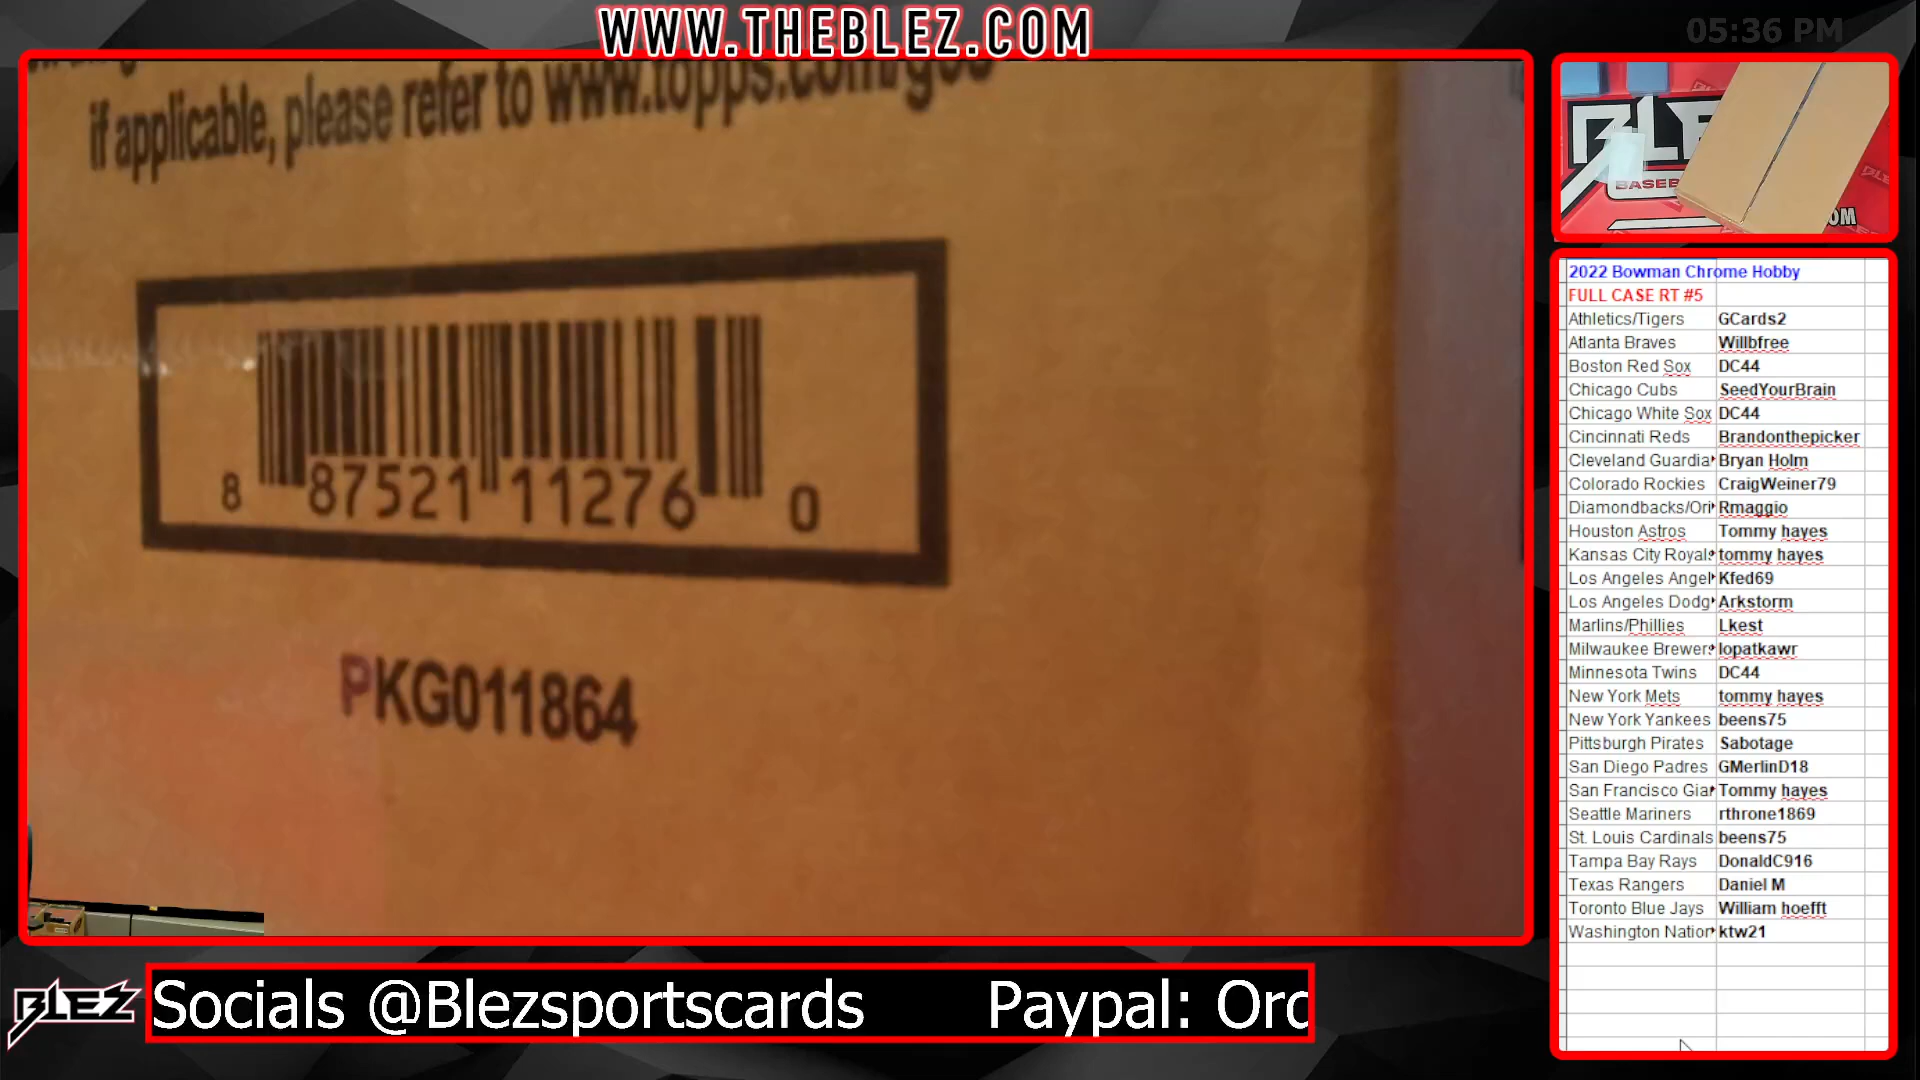 WWW.THEBLEZ.COM
05:36 PM
if applicable, please refer to www.topps.com/
8 87521 11276 0
PKG011864
BASEB
OM
2022 Bowman Chrome Hobby
FULL CASE RT #5
Athletics/Tigers GCards2
Atlanta Braves Willbfree
Boston Red Sox DC44
Chicago Cubs SeedYourBrain
Chicago White Sox DC44
Cincinnati Reds Brandonthepicker
Cleveland Guardia Bryan Holm
Colorado Rockies CraigWeiner79
Diamondbacks/Ori Rmaggio
Houston Astros Tommy hayes
Kansas City Royals tommy hayes
Los Angeles Angel Kfed69
Los Angeles Dodg Arkstorm
Marlins/Phillies Lkest
Milwaukee Brewers lopatkawr
Minnesota Twins DC44
New York Mets tommy hayes
New York Yankees beens75
Pittsburgh Pirates Sabotage
San Diego Padres GMerlinD18
San Francisco Giar Tommy hayes
Seattle Mariners rthrone1869
St. Louis Cardinals beens75
Tampa Bay Rays DonaldC916
Texas Rangers Daniel M
Toronto Blue Jays William hoefft
Washington Nation ktw21
BLEZ
Socials @Blezsportscards Paypal: Orc